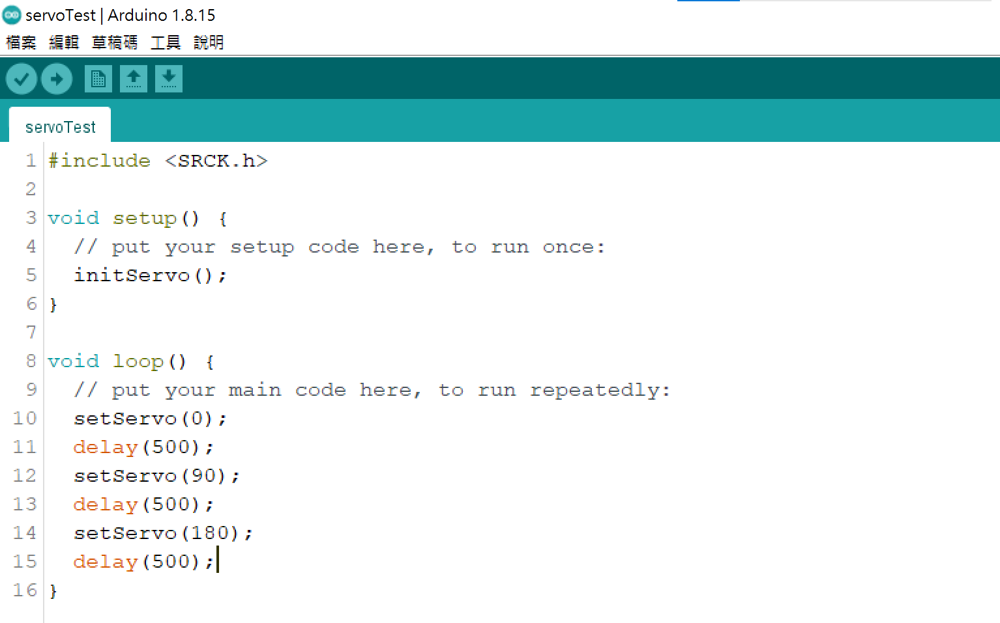 servoTest | Arduino 1.8.15
檔案 編輯 草稿碼 工具 說明
servoTest
1 #include <SRCK.h>
2
3 void setup() {
4   // put your setup code here, to run once:
5   initServo();
6 }
7
8 void loop() {
9   // put your main code here, to run repeatedly:
10   setServo(0);
11   delay(500);
12   setServo(90);
13   delay(500);
14   setServo(180);
15   delay(500);
16 }